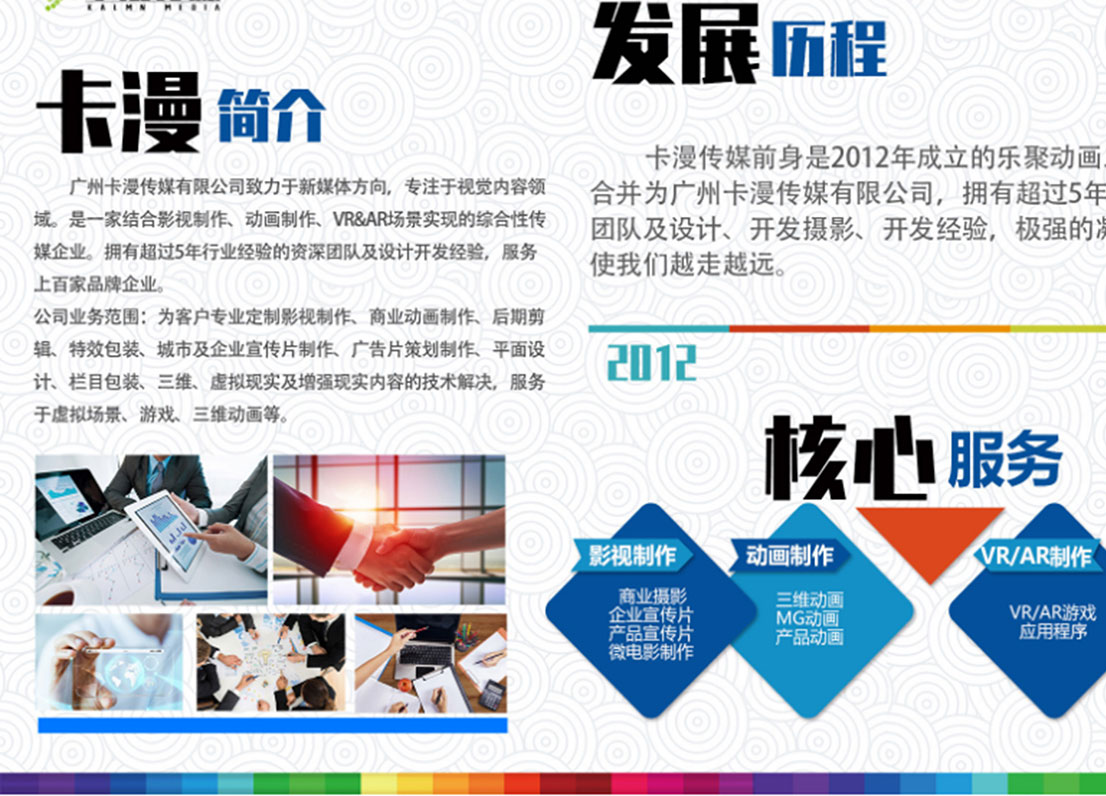 KALMN MEDIA
卡漫 简介
广州卡漫传媒有限公司致力于新媒体方向，专注于视觉内容领
域。是一家结合影视制作、动画制作、VR&AR场景实现的综合性传
媒企业。拥有超过5年行业经验的资深团队及设计开发经验，服务
上百家品牌企业。
公司业务范围：为客户专业定制影视制作、商业动画制作、后期剪
辑、特效包装、城市及企业宣传片制作、广告片策划制作、平面设
计、栏目包装、三维、虚拟现实及增强现实内容的技术解决，服务
于虚拟场景、游戏、三维动画等。
发展 历程
卡漫传媒前身是2012年成立的乐聚动画
合并为广州卡漫传媒有限公司，拥有超过5年
团队及设计、开发摄影、开发经验，极强的
使我们越走越远。
2012
核心 服务
影视制作
商业摄影
企业宣传片
产品宣传片
微电影制作
动画制作
三维动画
MG动画
产品动画
VR/AR制作
VR/AR游戏
应用程序